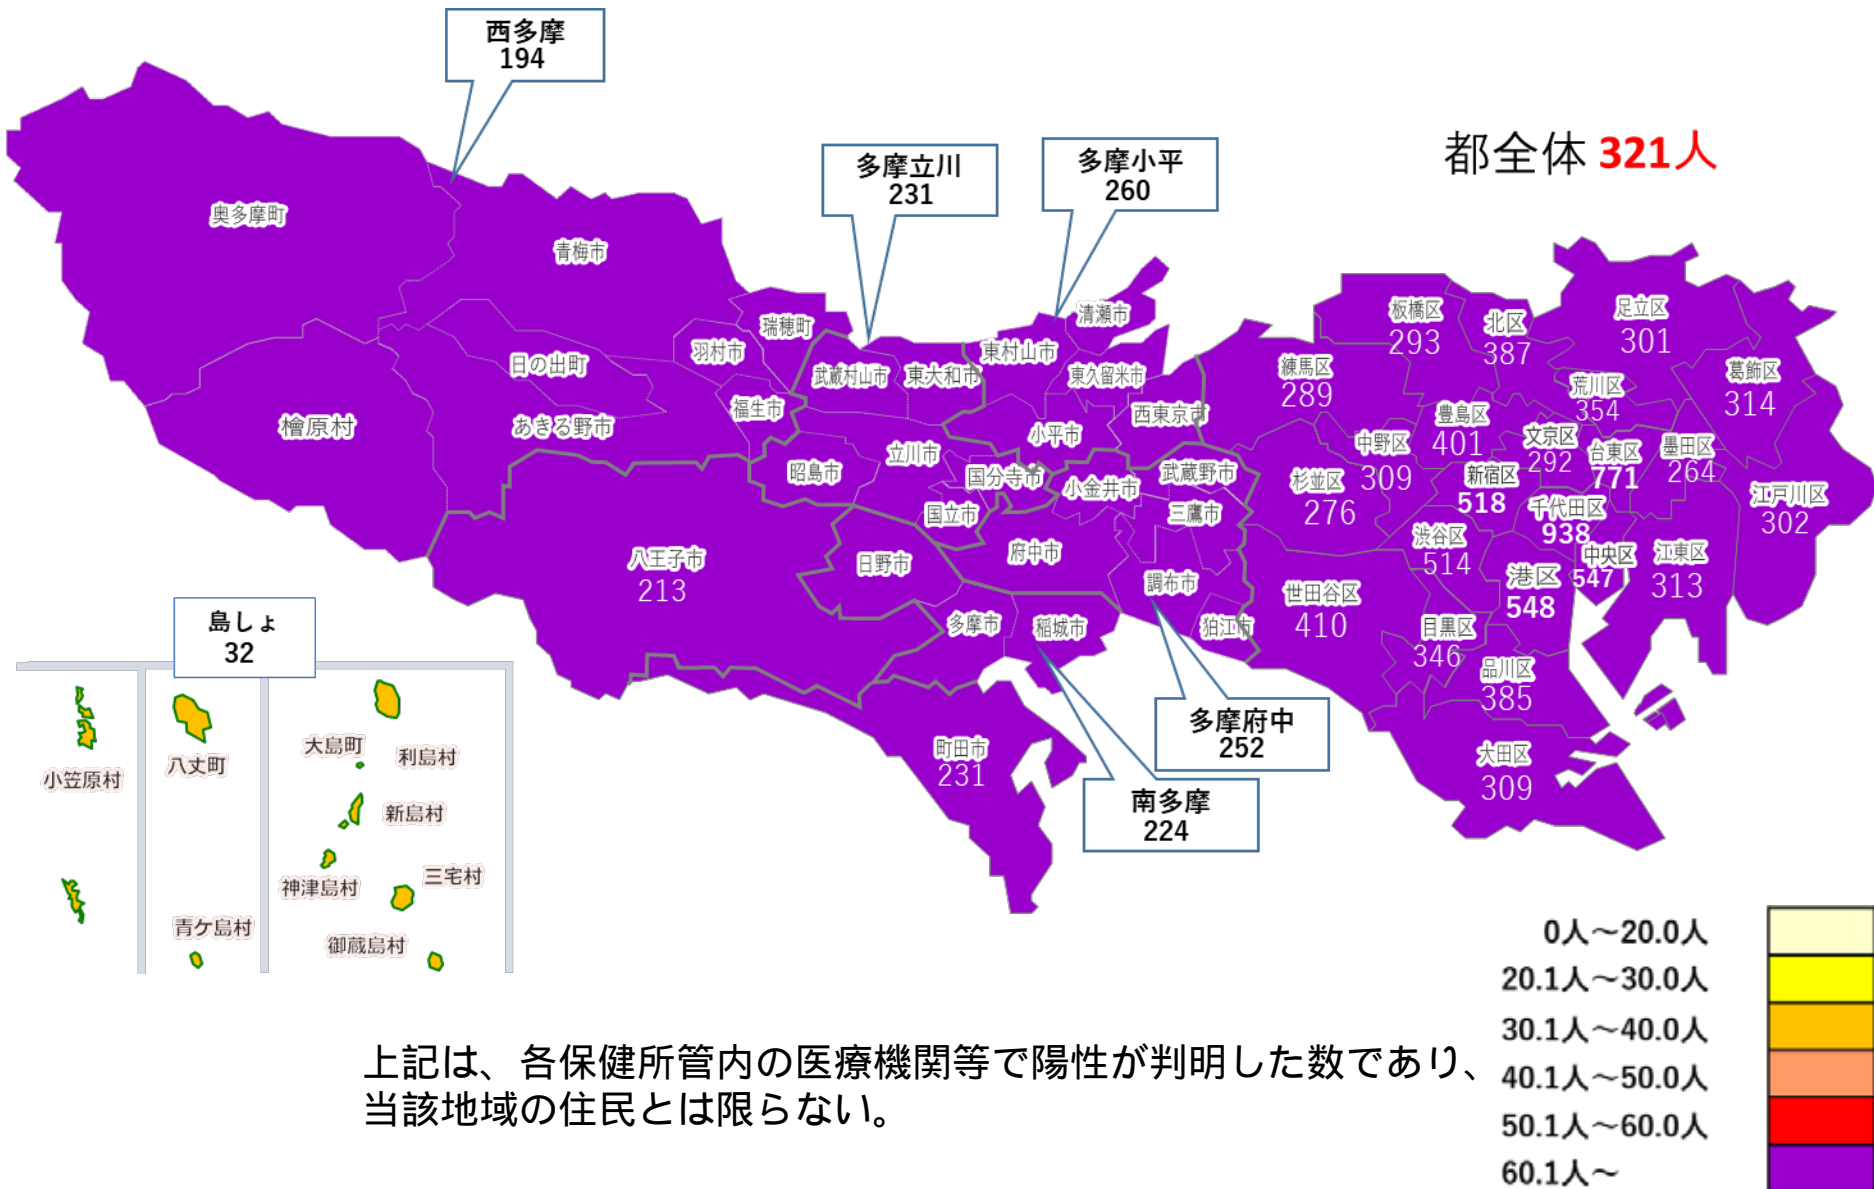 西多摩
194
多摩立川
231
多摩小平
260
都全体 321人
奥多摩町
青梅市
瑞穂町
羽村市
日の出町
福生市
檜原村
あきる野市
武蔵村山市
東大和市
東村山市
清瀬市
東久留米市
西東京市
小平市
立川市
昭島市
国分寺市
小金井市
武蔵野市
国立市
三鷹市
府中市
調布市
狛江市
日野市
八王子市
213
多摩市
稲城市
町田市
231
多摩府中
252
南多摩
224
板橋区
293
北区
387
足立区
301
葛飾区
314
練馬区
289
荒川区
354
豊島区
401
文京区
292
台東区
771
墨田区
264
中野区
309
杉並区
276
新宿区
518
千代田区
938
江戸川区
302
渋谷区
514
中央区
547
江東区
313
港区
548
世田谷区
410
目黒区
346
品川区
385
大田区
309
島しょ
32
小笠原村
八丈町
青ケ島村
大島町
利島村
新島村
神津島村
三宅村
御蔵島村
0人～20.0人
20.1人～30.0人
30.1人～40.0人
40.1人～50.0人
50.1人～60.0人
60.1人～
上記は、各保健所管内の医療機関等で陽性が判明した数であり、
当該地域の住民とは限らない。